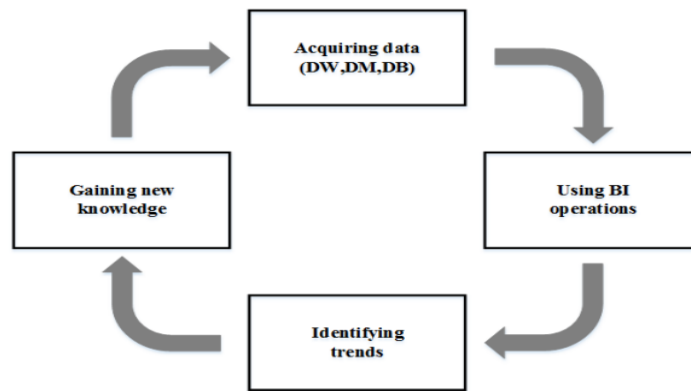 Acquiring data
(DW,DM,DB)
Using BI
operations
Identifying
trends
Gaining new
knowledge